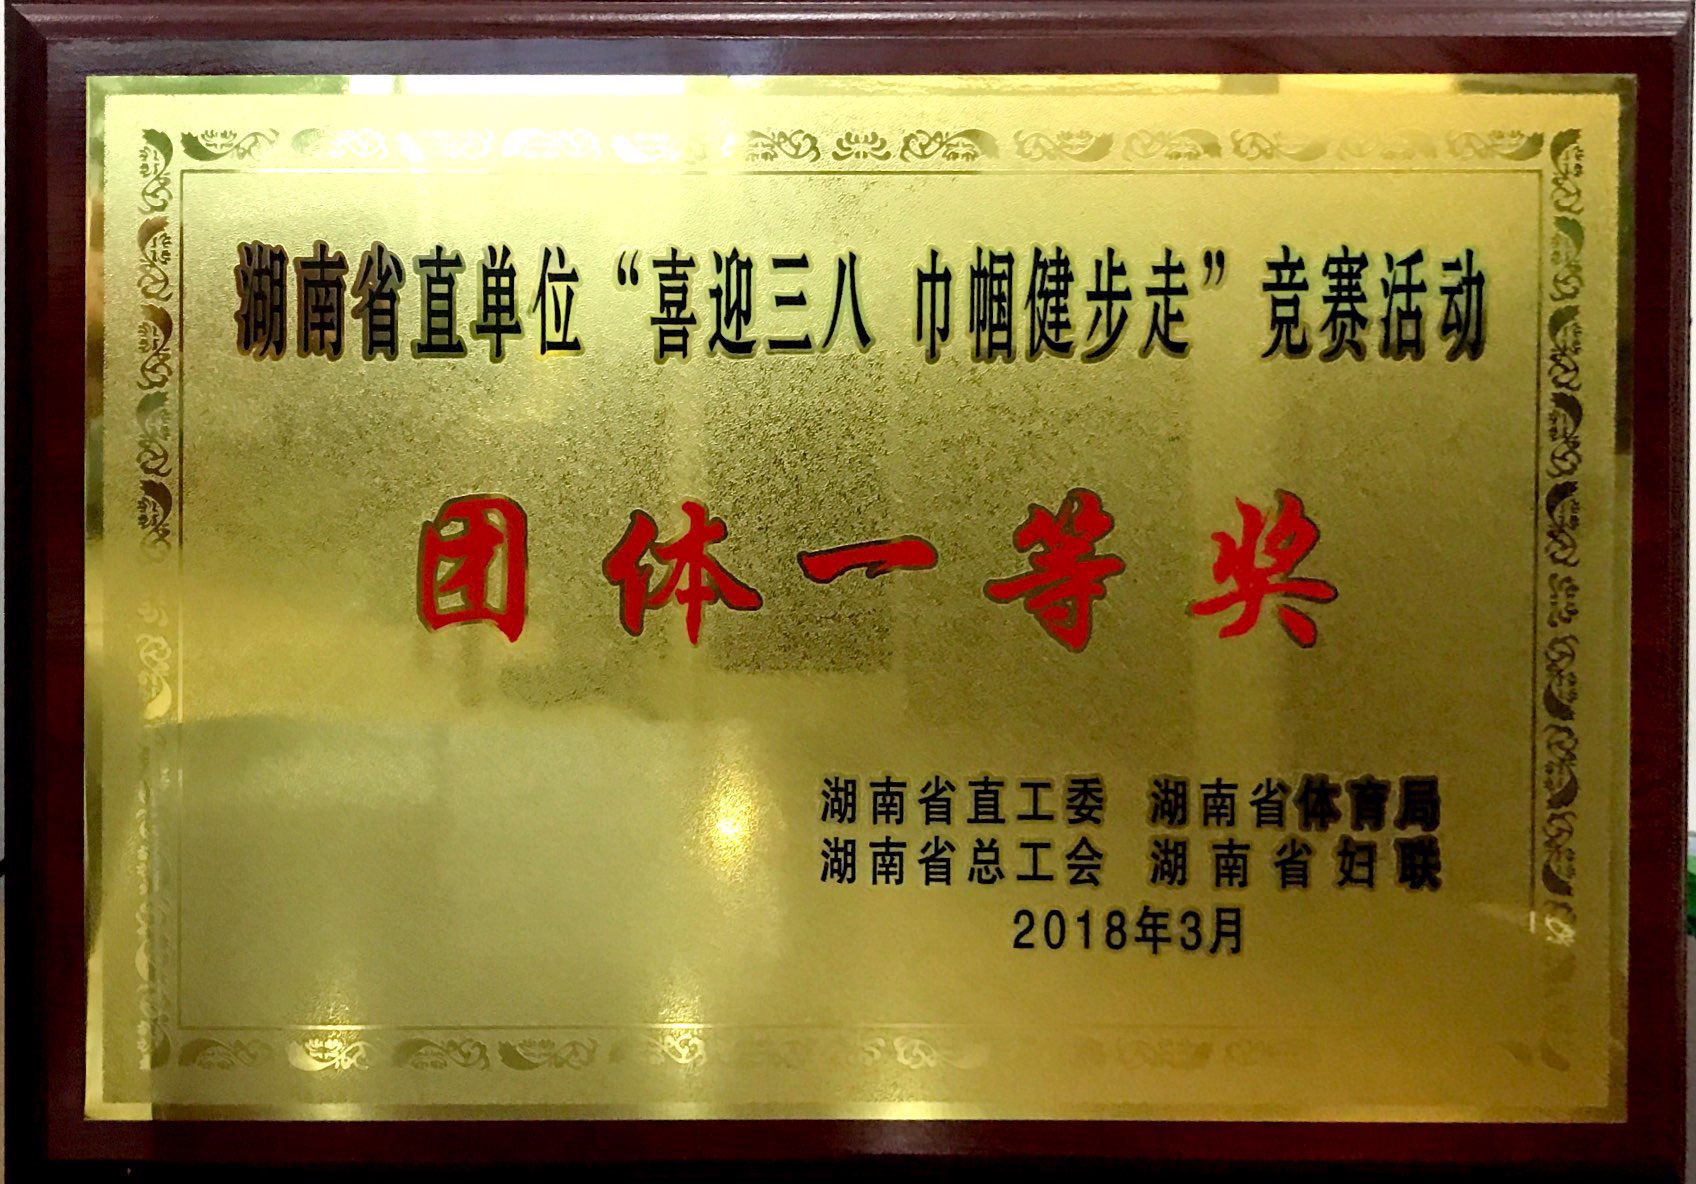 湖南省直单位“喜迎三八 巾帼健步走”竞赛活动
团体一等奖
湖南省直工委 湖南省体育局
湖南省总工会 湖南省妇联
2018年3月